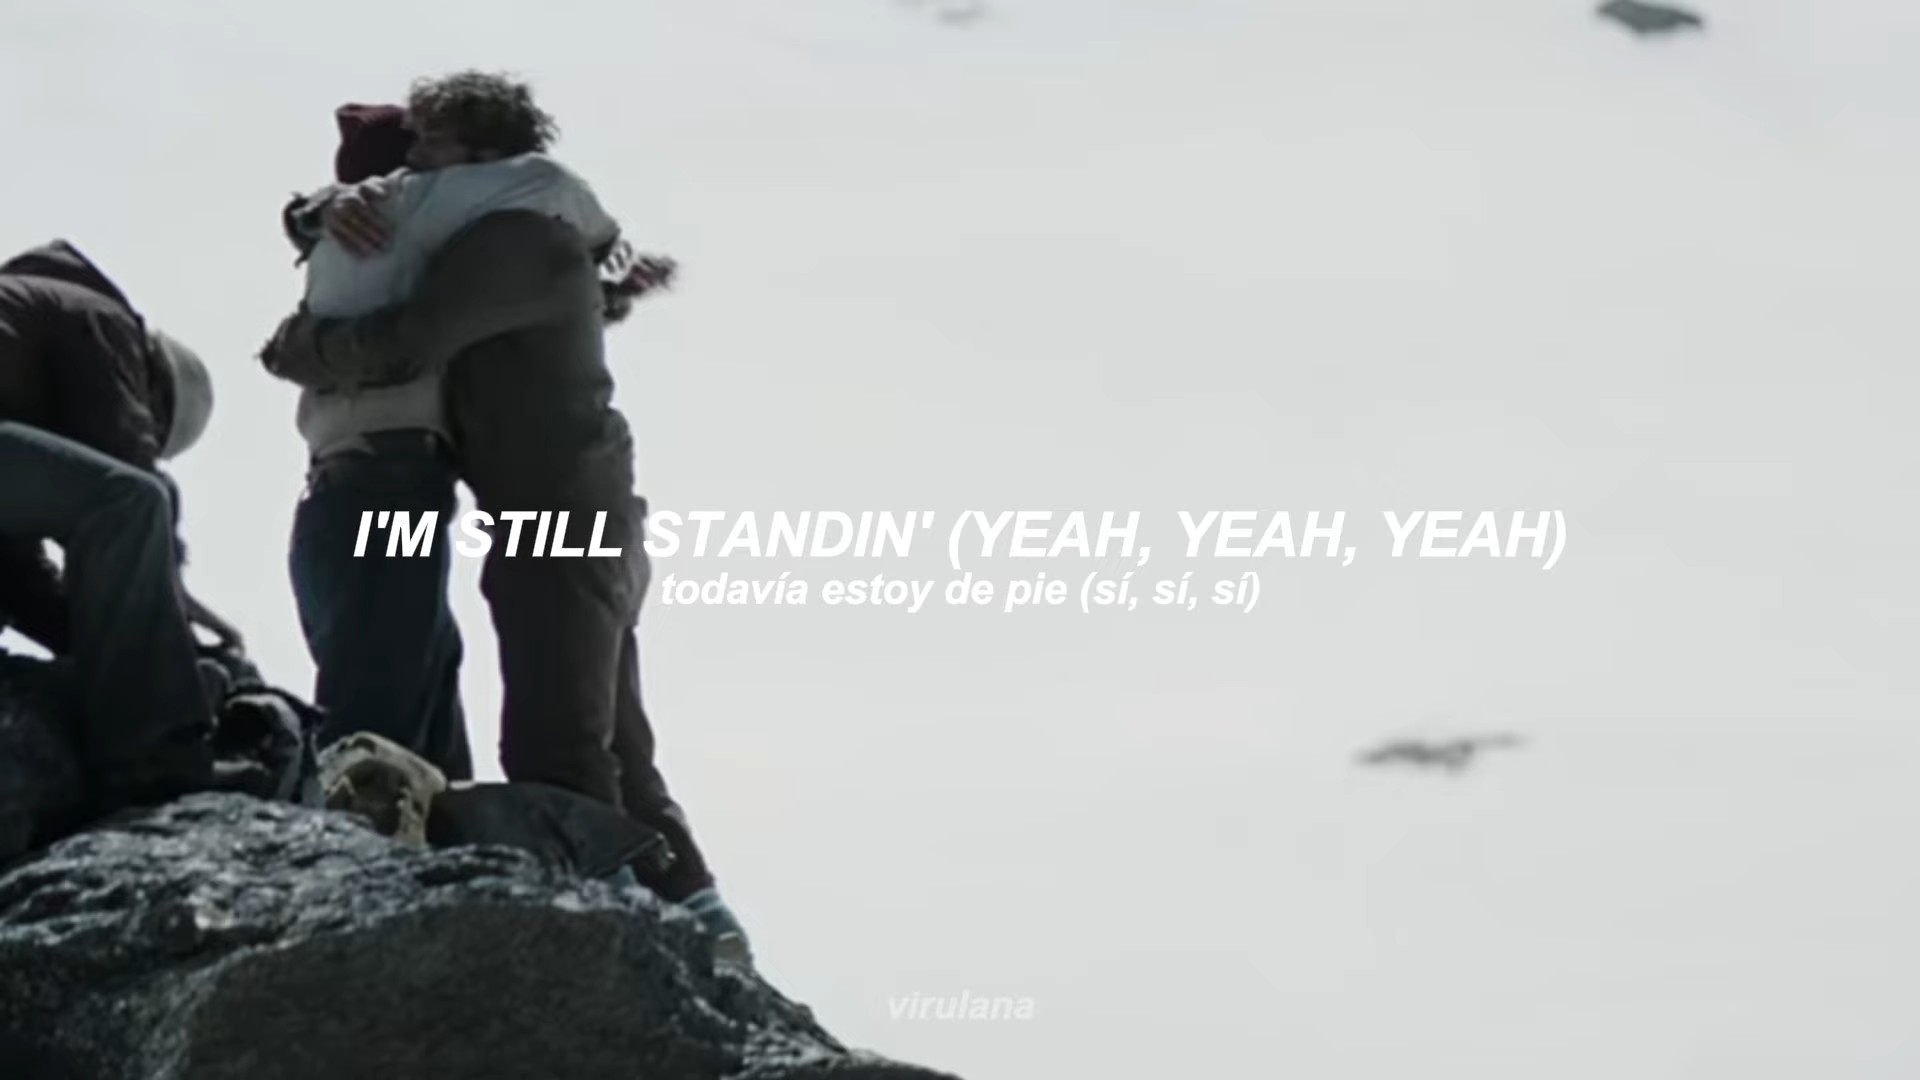 I'M STILL STANDIN' (YEAH, YEAH, YEAH)
todavía estoy de pie (sí, sí, sí)
virulana